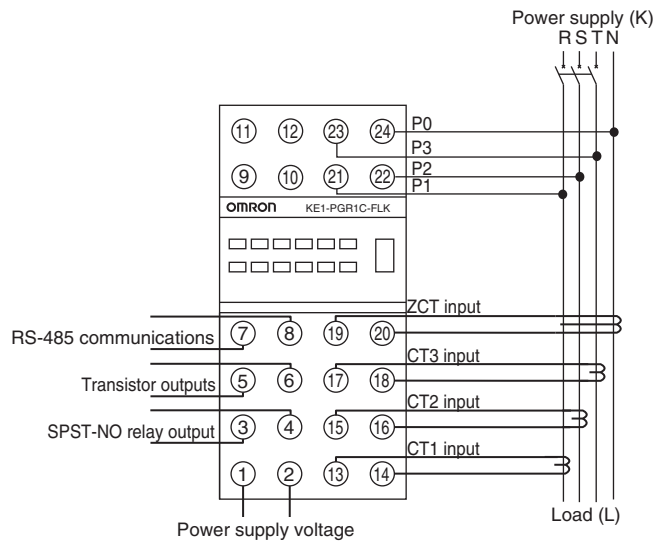 Power supply (K)
R S T N
11 12 23 24 P0
P3
9 10 21 22 P2
P1
OMRON KE1-PGR1C-FLK
ZCT input
RS-485 communications 7 8 19 20
CT3 input
Transistor outputs 5 6 17 18
CT2 input
SPST-NO relay output 3 4 15 16
CT1 input
1 2 13 14
Load (L)
Power supply voltage